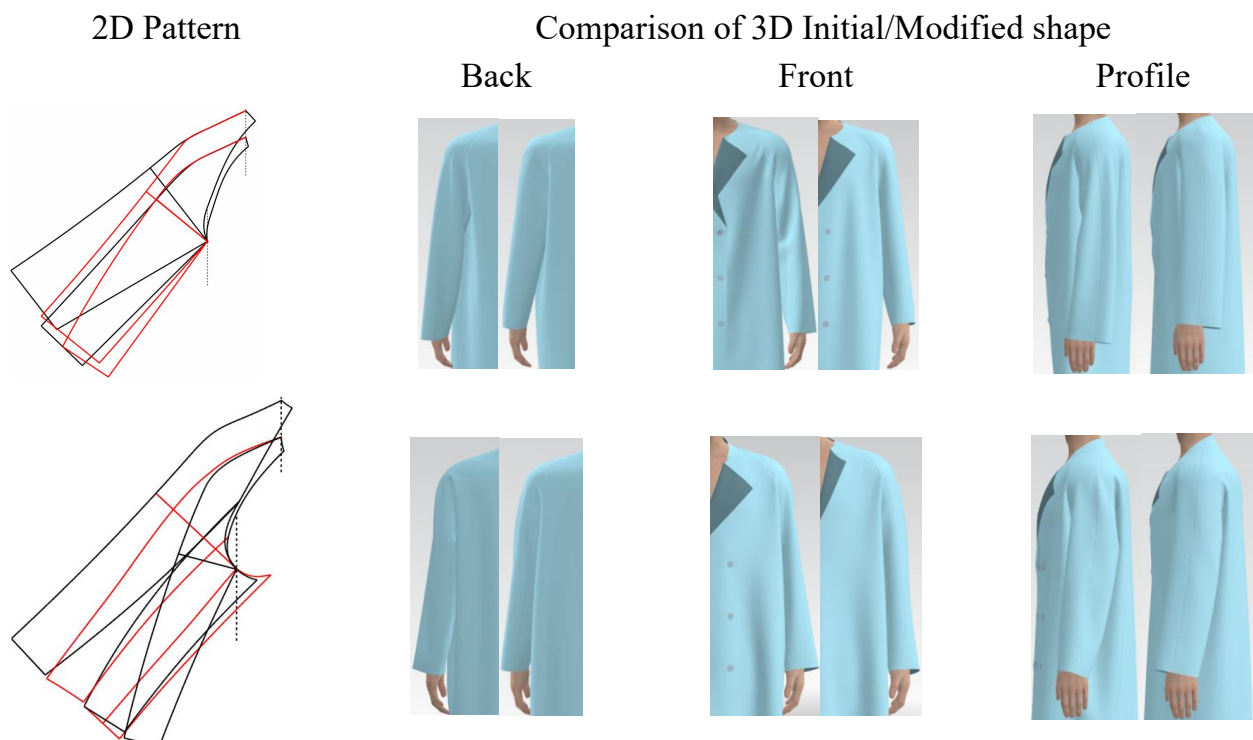 2D Pattern Comparison of 3D Initial/Modified shape
Back Front Profile